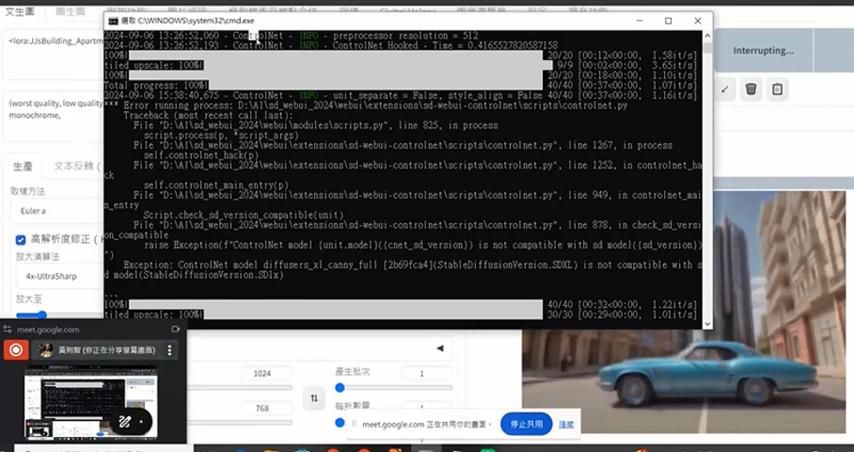 文生圖
圖生圖
選取 C:\WINDOWS\system32\cmd.exe
<lora:JJsBuilding_Apartm
2024-09-06 13:26:52,060 - ControlNet - INFO - preprocessor resolution = 512
2024-09-06 13:26:52,193 - ControlNet - INFO - ControlNet Hooked - Time = 0.4165527820587158
100%| 20/20 [00:12<00:00, 1.58it/s]
tiled upscale: 100%| 9/9 [00:02<00:00, 3.65it/s]
100%| 20/20 [00:18<00:00, 1.10it/s]
Total progress: 100%| 40/40 [00:37<00:00, 1.07it/s]
2024-09-06 15:38:40,675 - ControlNet - INFO - unit_separate = False, style_align = False 40/40 [00:37<00:00, 1.16it/s]
*** Error running process: D:\AI\sd_webui_2024\webui\extensions\sd-webui-controlnet\scripts\controlnet.py
Traceback (most recent call last):
File "D:\AI\sd_webui_2024\webui\modules\scripts.py", line 825, in process
script.process(p, *script_args)
File "D:\AI\sd_webui_2024\webui\extensions\sd-webui-controlnet\scripts\controlnet.py", line 1267, in process
self.controlnet_hack(p)
File "D:\AI\sd_webui_2024\webui\extensions\sd-webui-controlnet\scripts\controlnet.py", line 1252, in controlnet_ha
ck
self.controlnet_main_entry(p)
File "D:\AI\sd_webui_2024\webui\extensions\sd-webui-controlnet\scripts\controlnet.py", line 949, in controlnet_mai
n_entry
Script.check_sd_version_compatible(unit)
File "D:\AI\sd_webui_2024\webui\extensions\sd-webui-controlnet\scripts\controlnet.py", line 878, in check_sd_versi
on_compatible
raise Exception(f"ControlNet model {unit.model}({cnet_sd_version}) is not compatible with sd model({sd_version})
")
Exception: ControlNet model diffusers_xl_canny_full [2b69fca4](StableDiffusionVersion.SDXL) is not compatible with s
d model(StableDiffusionVersion.SD1x)
---
100%| 40/40 [00:32<00:00, 1.22it/s]
tiled upscale: 100%| 30/30 [00:29<00:00, 1.01it/s]
Interrupting...
(worst quality, low quality
monochrome,
生產
文本反轉 (
取樣方法
Euler a
高解析度修正 (
放大演算法
4x-UltraSharp
放大至
meet.google.com
黃則智 (你正在分享螢幕畫面)
1024
768
產生批次
1
每批數量
meet.google.com 正在共用你的畫面。
停止共用
隱藏